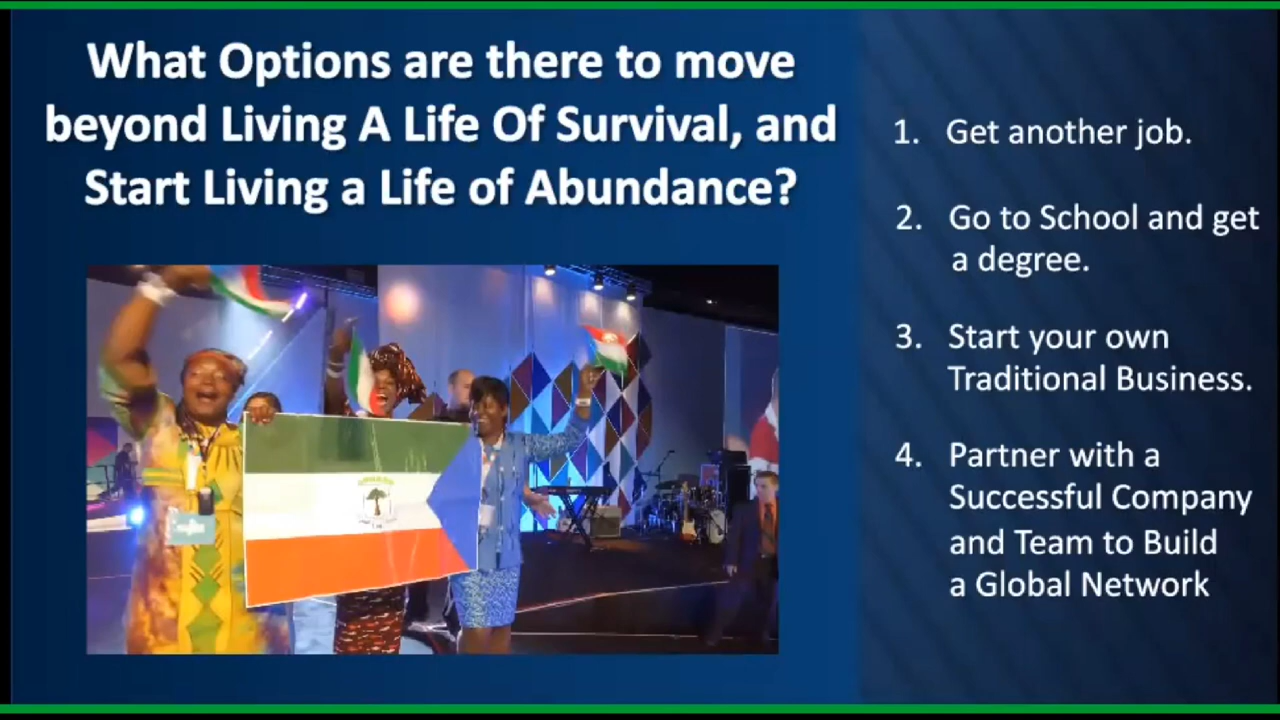 What Options are there to move
beyond Living A Life Of Survival, and
Start Living a Life of Abundance?
1. Get another job.
2. Go to School and get
a degree.
3. Start your own
Traditional Business.
4. Partner with a
Successful Company
and Team to Build
a Global Network